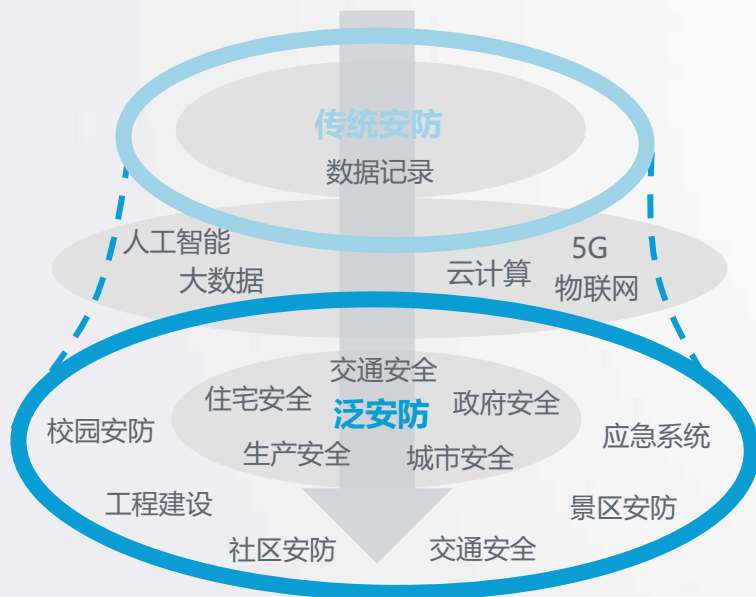 传统安防
数据记录
人工智能
5G
大数据
云计算
物联网
交通安全
住宅安全
泛安防
政府安全
校园安防
应急系统
生产安全
城市安全
工程建设
景区安防
社区安防
交通安全